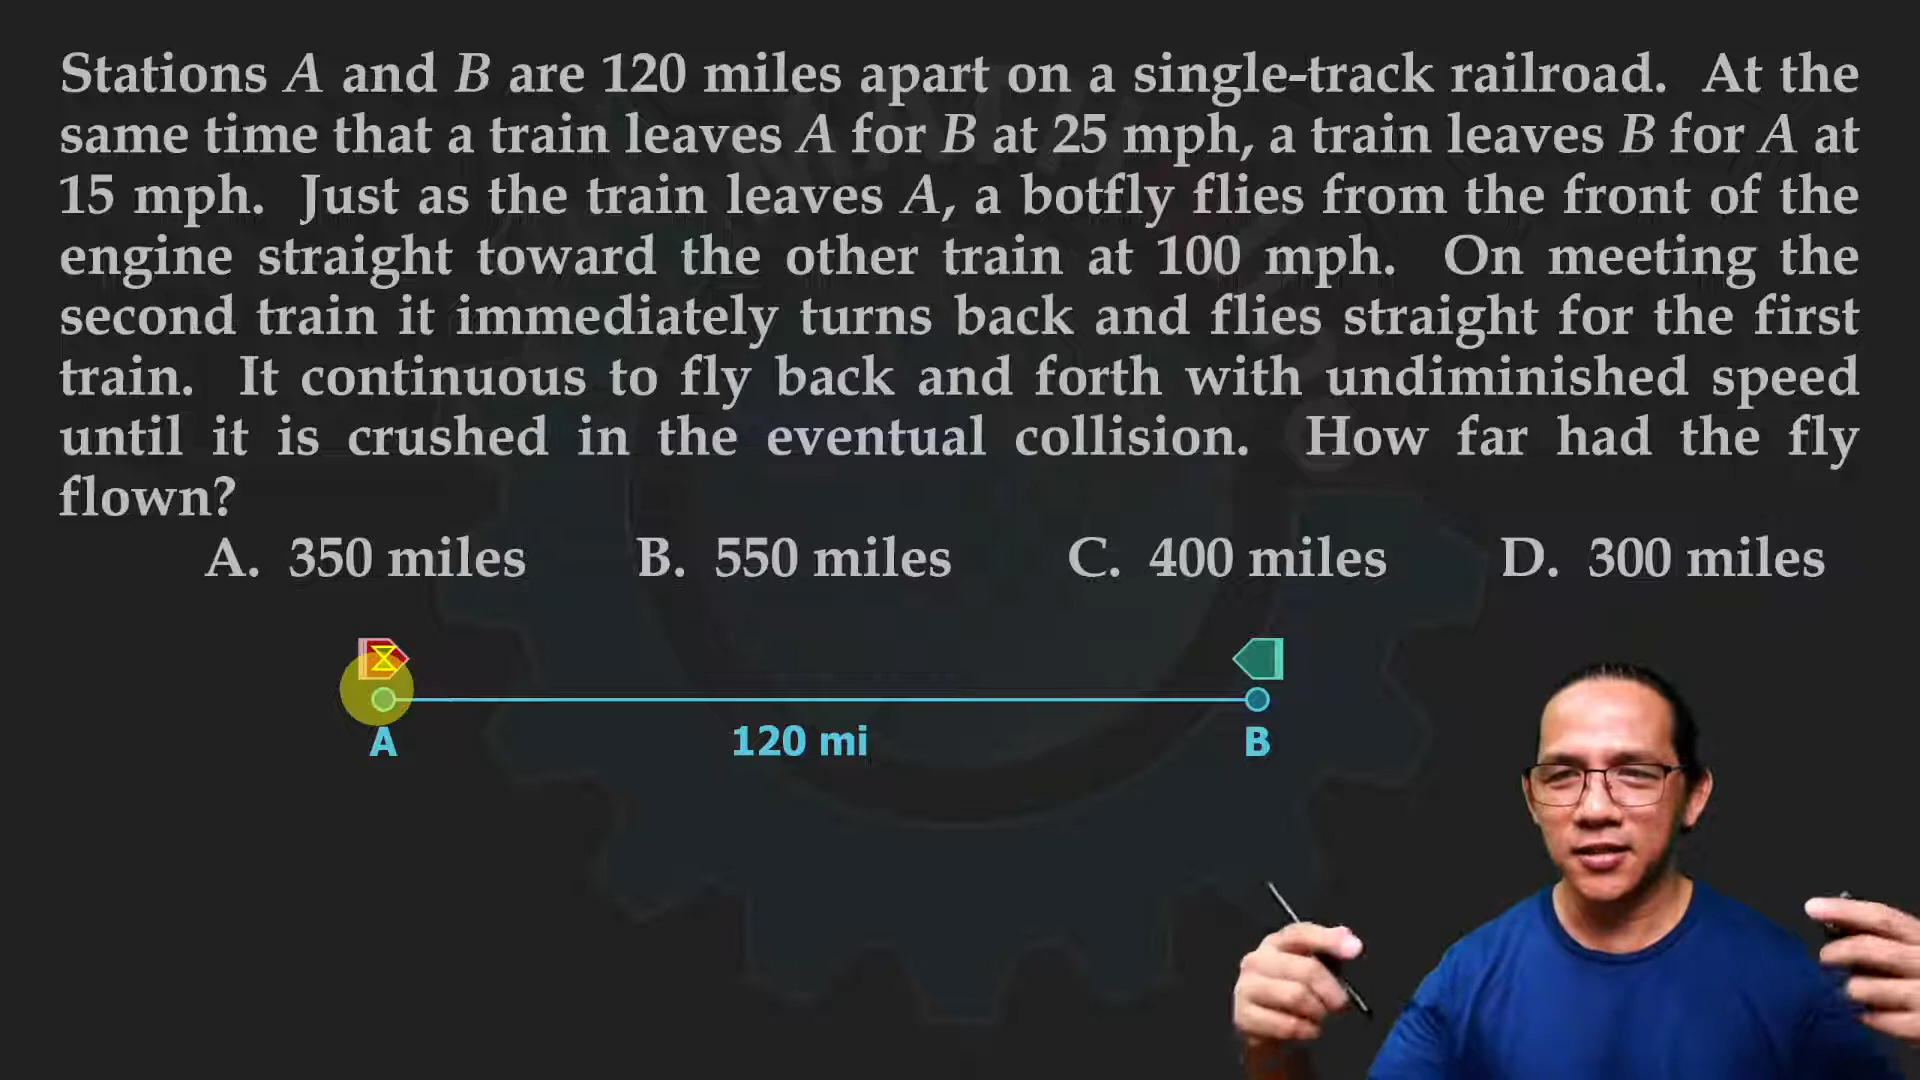 Stations A and B are 120 miles apart on a single-track railroad. At the
same time that a train leaves A for B at 25 mph, a train leaves B for A at
15 mph. Just as the train leaves A, a botfly flies from the front of the
engine straight toward the other train at 100 mph. On meeting the
second train it immediately turns back and flies straight for the first
train. It continuous to fly back and forth with undiminished speed
until it is crushed in the eventual collision. How far had the fly
flown?
A. 350 miles B. 550 miles C. 400 miles D. 300 miles
A 120 mi B